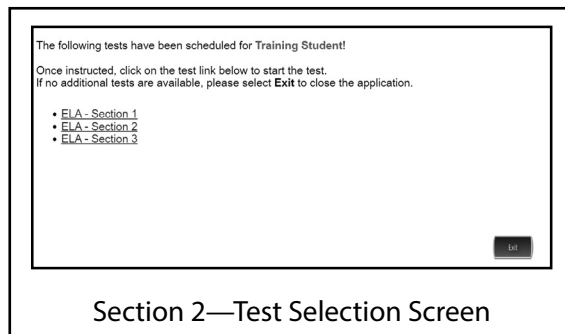 The following tests have been scheduled for Training Student!
Once instructed, click on the test link below to start the test.
If no additional tests are available, please select Exit to close the application.
• ELA - Section 1
• ELA - Section 2
• ELA - Section 3
Exit
Section 2—Test Selection Screen